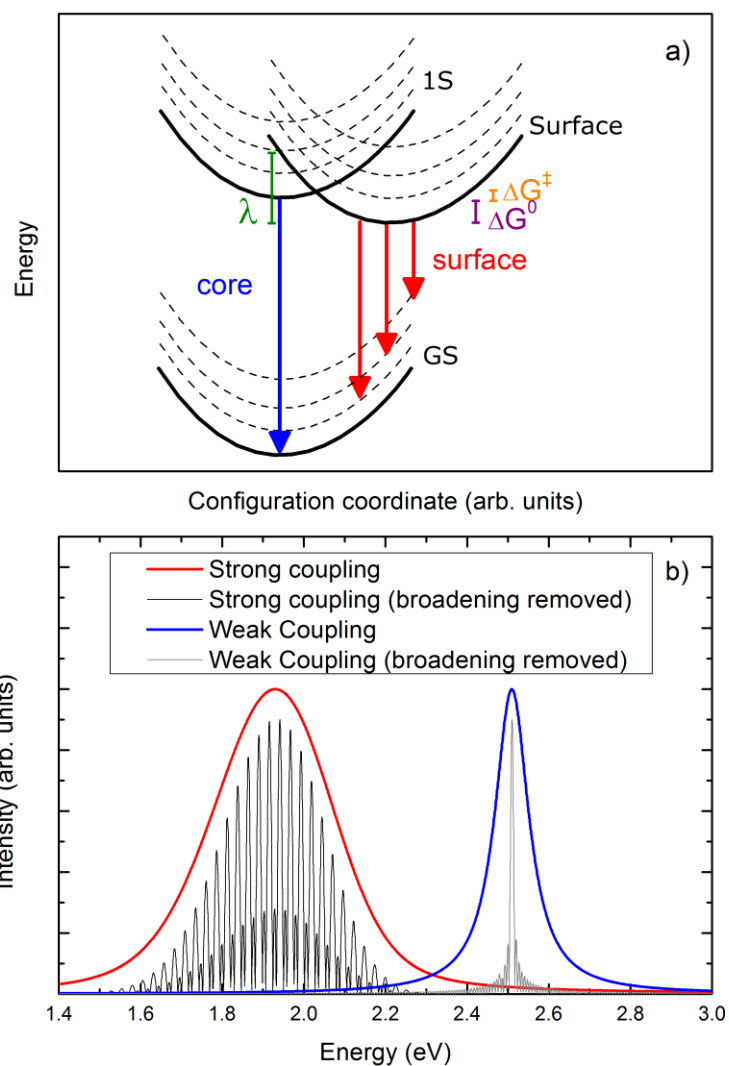 a)
1S
Surface
ΔG‡
ΔG0
λ
core
surface
GS
Energy
Configuration coordinate (arb. units)
b)
Strong coupling
Strong coupling (broadening removed)
Weak Coupling
Weak Coupling (broadening removed)
Intensity (arb. units)
1.4 1.6 1.8 2.0 2.2 2.4 2.6 2.8 3.0
Energy (eV)